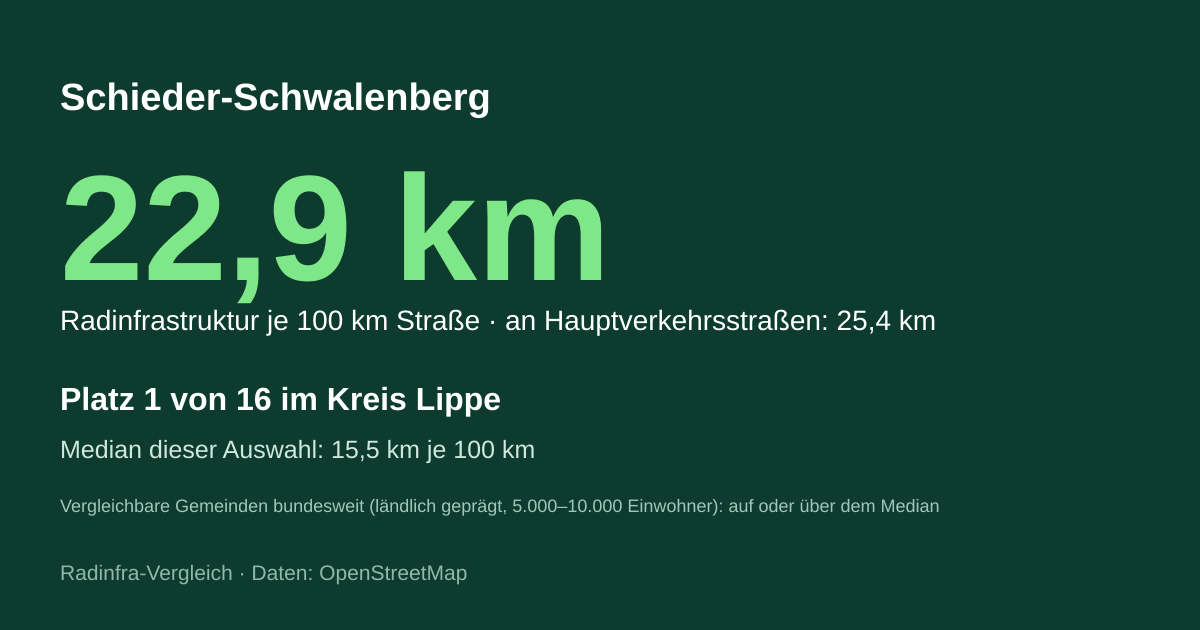 Schieder-Schwalenberg
22,9 km
Radinfrastruktur je 100 km Straße · an Hauptverkehrsstraßen: 25,4 km
Platz 1 von 16 im Kreis Lippe
Median dieser Auswahl: 15,5 km je 100 km
Vergleichbare Gemeinden bundesweit (ländlich geprägt, 5.000–10.000 Einwohner): auf oder über dem Median
Radinfra-Vergleich · Daten: OpenStreetMap